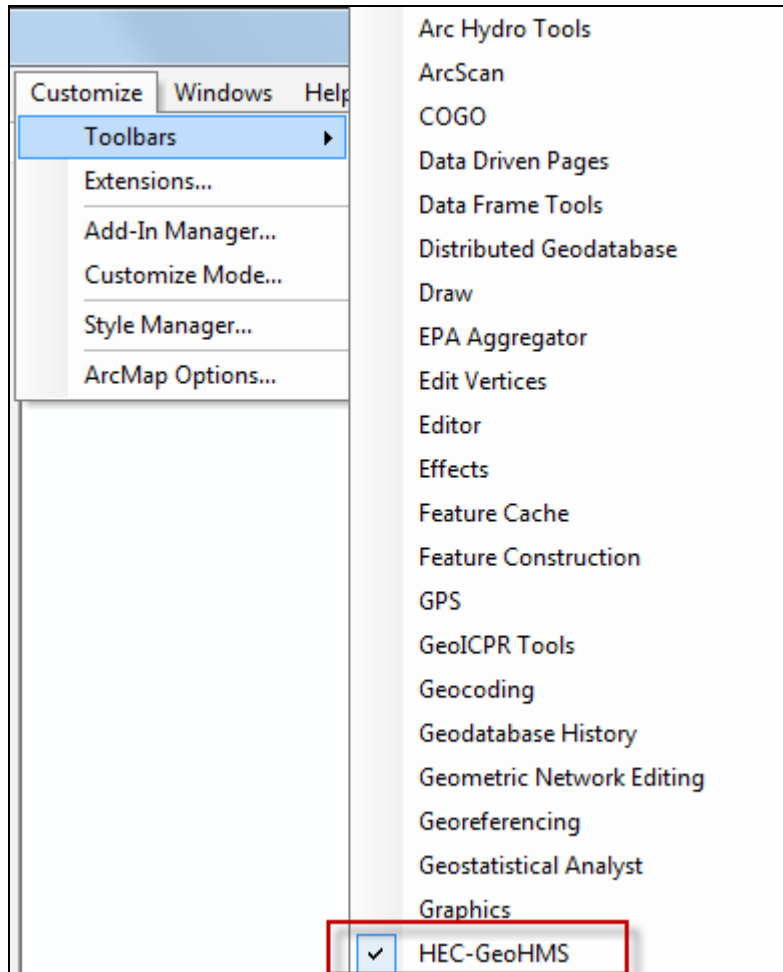 Customize Windows Help
Toolbars
Extensions...
Add-In Manager...
Customize Mode...
Style Manager...
ArcMap Options...
Arc Hydro Tools
ArcScan
COGO
Data Driven Pages
Data Frame Tools
Distributed Geodatabase
Draw
EPA Aggregator
Edit Vertices
Editor
Effects
Feature Cache
Feature Construction
GPS
GeoICPR Tools
Geocoding
Geodatabase History
Geometric Network Editing
Georeferencing
Geostatistical Analyst
Graphics
HEC-GeoHMS